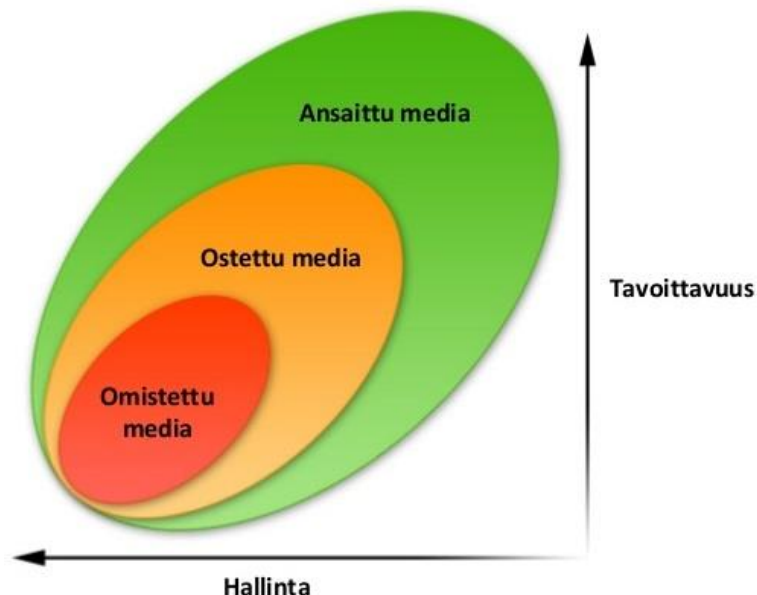 Ansaittu media
Ostettu media
Tavoittavuus
Omistettu
media
Hallinta